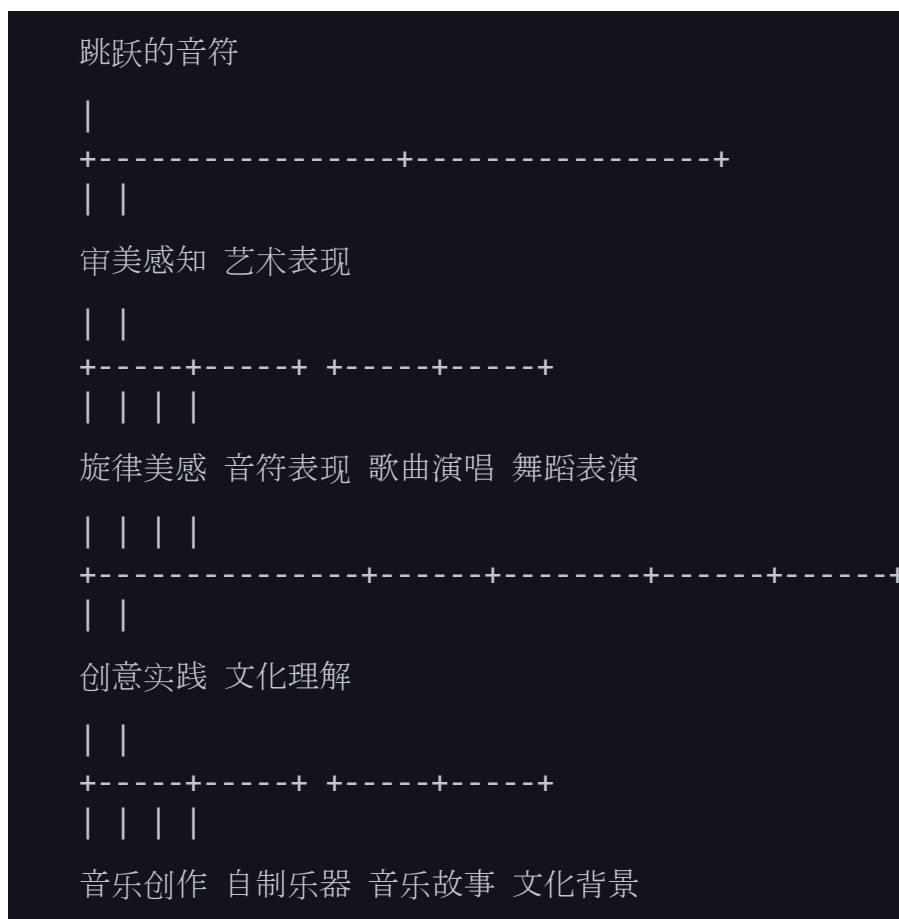 跳跃的音符
|
+-----------------+-----------------+
| |
审美感知 艺术表现
| |
+-----+-----+ +-----+-----+
| | | |
旋律美感 音符表现 歌曲演唱 舞蹈表演
| | | |
+---------------+------+--------+------+------+
| |
创意实践 文化理解
| |
+-----+-----+ +-----+-----+
| | | |
音乐创作 自制乐器 音乐故事 文化背景